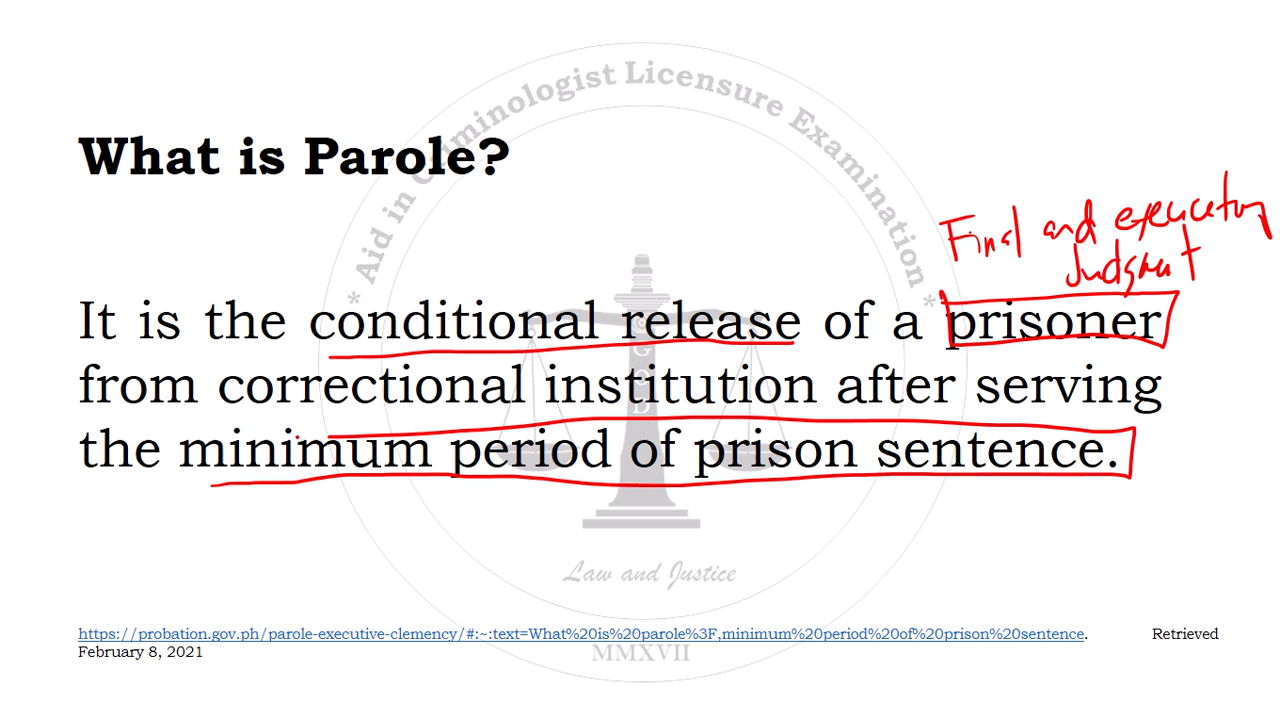 * Aid in Criminologist Licensure Examination *
What is Parole?
Final and executory
Judgment
It is the conditional release of a prisoner
from correctional institution after serving
the minimum period of prison sentence.
Law and Justice
https://probation.gov.ph/parole-executive-clemency/#:~:text=What%20is%20parole%3F,minimum%20period%20of%20prison%20sentence. Retrieved
February 8, 2021
MMXVII